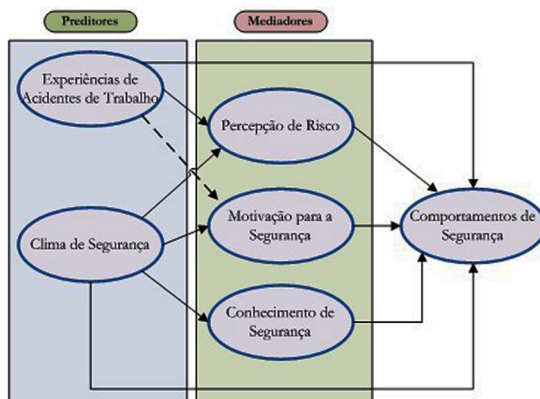 Preditores
Mediadores
Experiências de
Acidentes de Trabalho
Percepção de Risco
Motivação para a
Segurança
Clima de Segurança
Comportamentos de
Segurança
Conhecimento de
Segurança